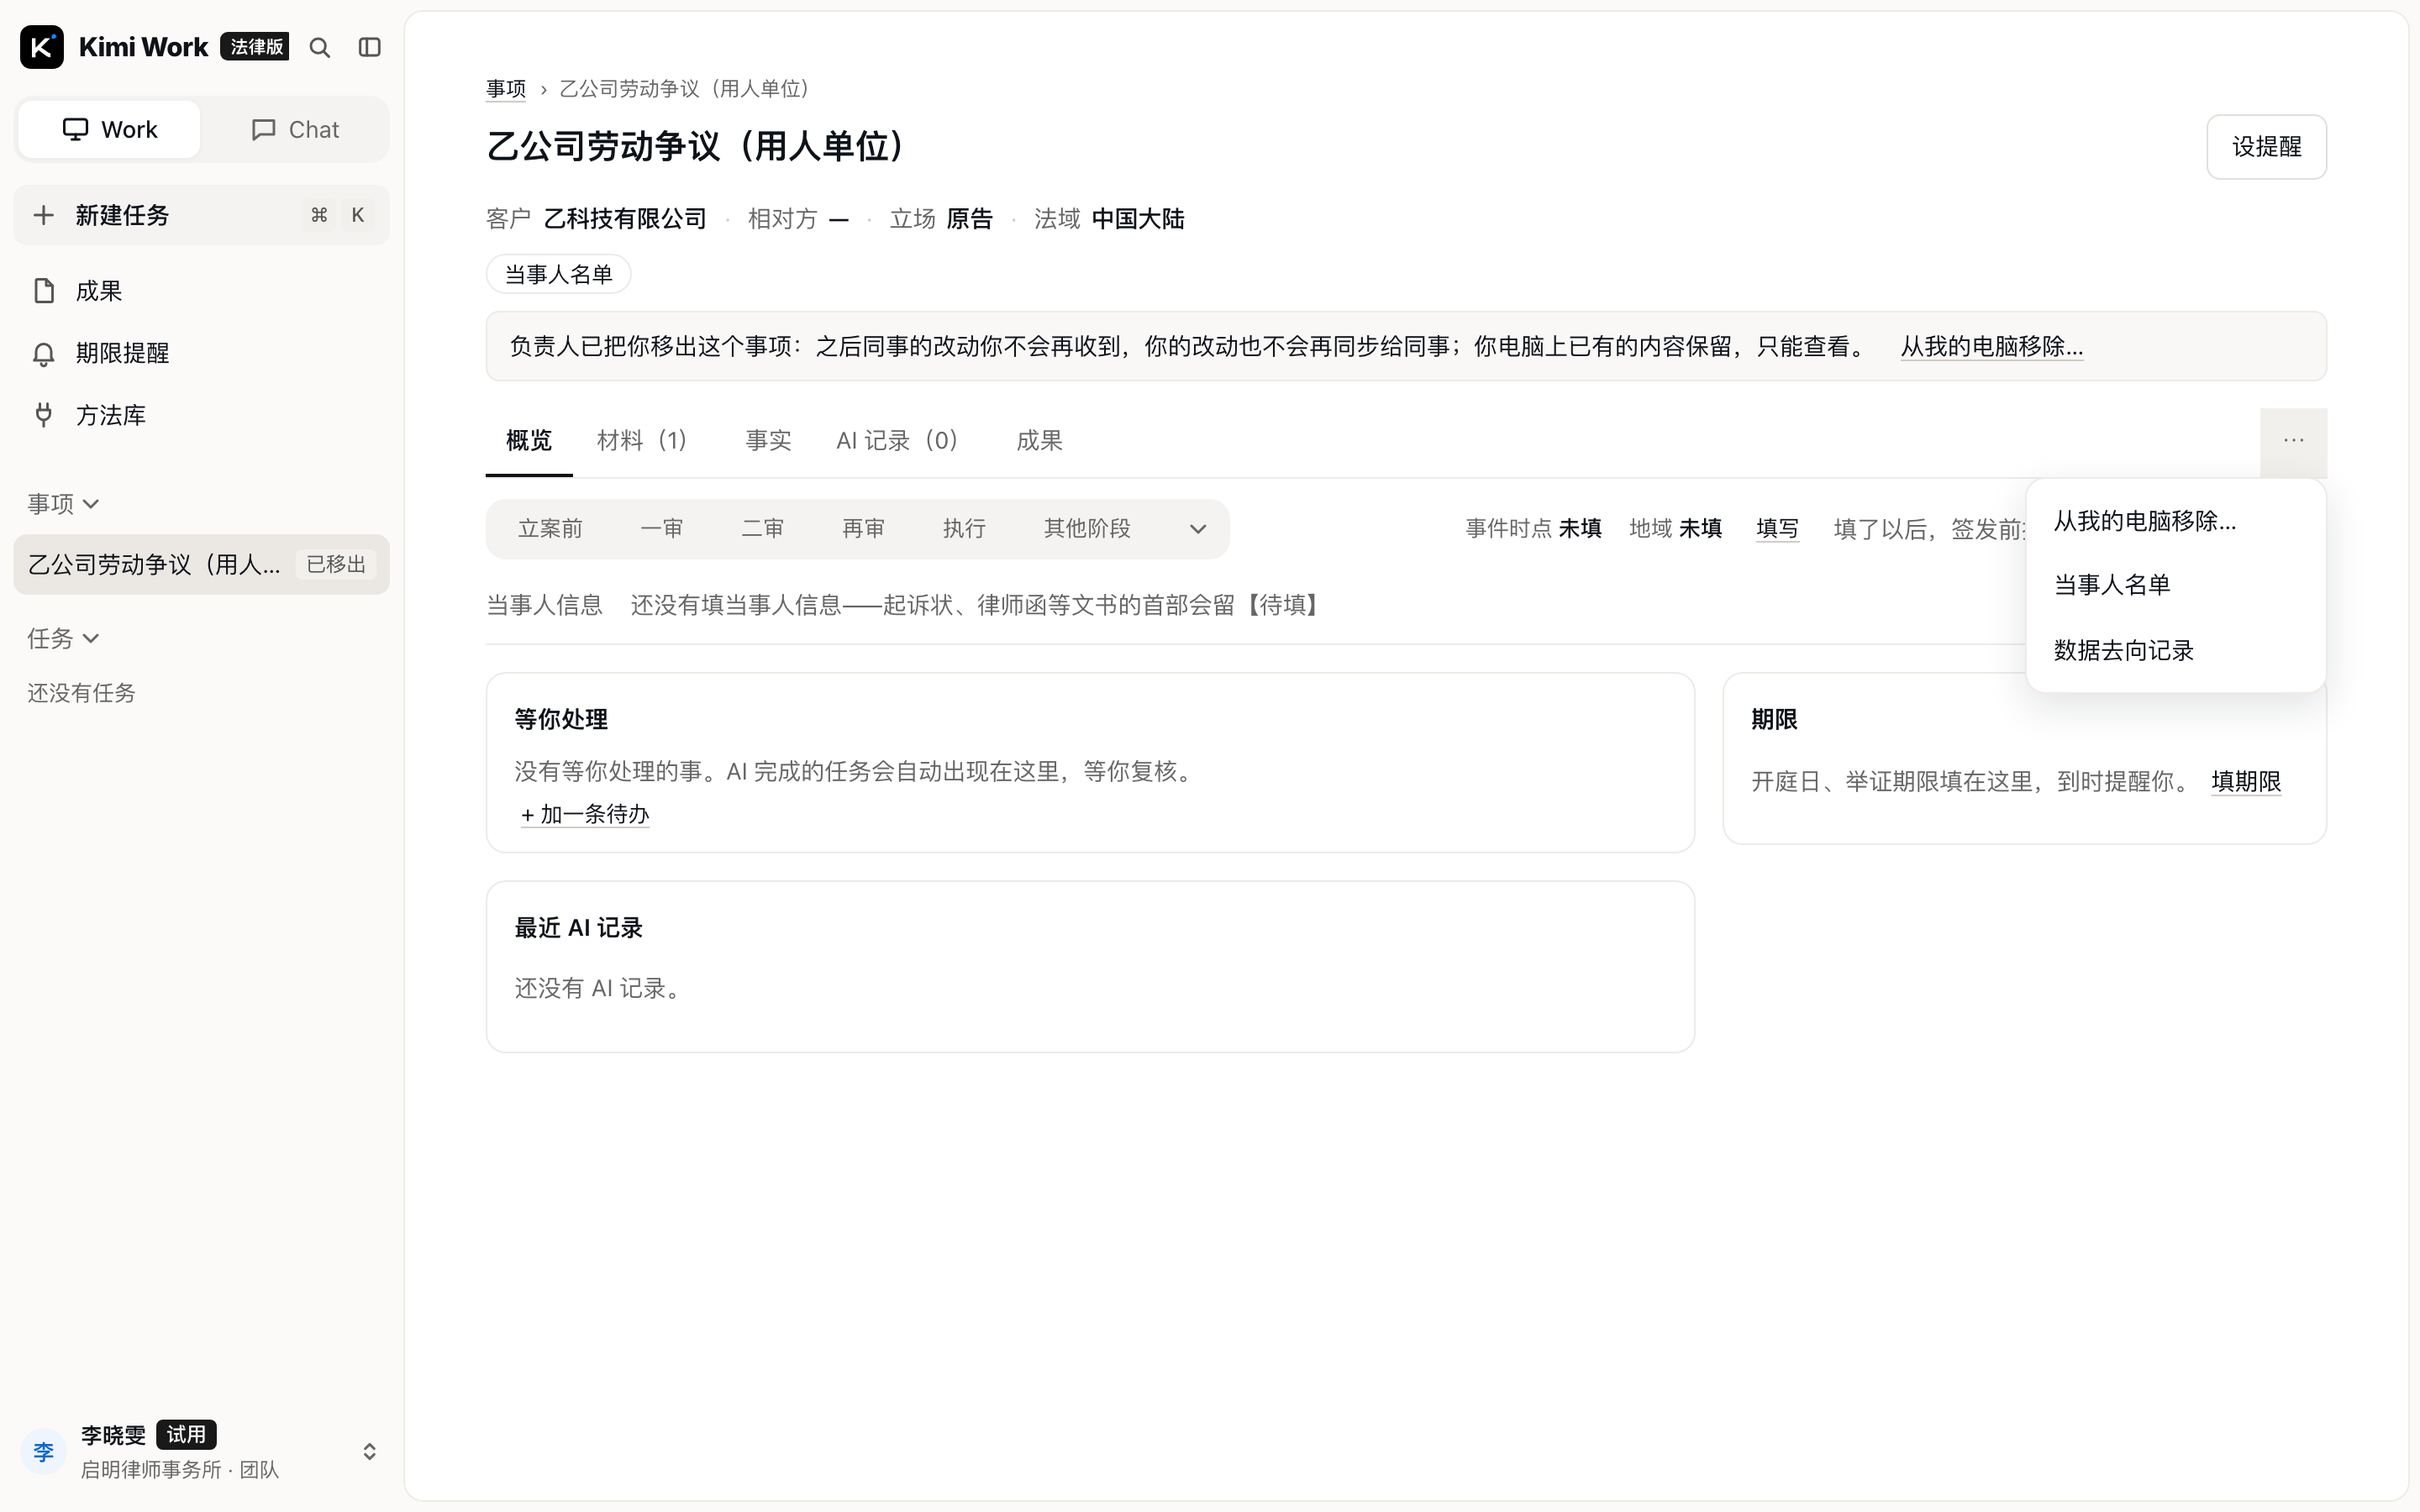 Kimi Work 法律版
Work
Chat
新建任务 ⌘ K
成果
期限提醒
方法库
事项
乙公司劳动争议（用人... 已移出
任务
还没有任务
李 李晓雯 试用
启明律师事务所 · 团队
事项 › 乙公司劳动争议（用人单位）
乙公司劳动争议（用人单位）
设提醒
客户 乙科技有限公司 · 相对方 — · 立场 原告 · 法域 中国大陆
当事人名单
负责人已把你移出这个事项：之后同事的改动你不会再收到，你的改动也不会再同步给同事；你电脑上已有的内容保留，只能查看。 从我的电脑移除...
概览 材料（1） 事实 AI 记录（0） 成果 ...
立案前 一审 二审 再审 执行 其他阶段
事件时点 未填 地域 未填 填写 填了以后，签发前
从我的电脑移除...
当事人名单
数据去向记录
当事人信息 还没有填当事人信息——起诉状、律师函等文书的首部会留【待填】
等你处理
没有等你处理的事。AI 完成的任务会自动出现在这里，等你复核。
+ 加一条待办
期限
开庭日、举证期限填在这里，到时提醒你。 填期限
最近 AI 记录
还没有 AI 记录。